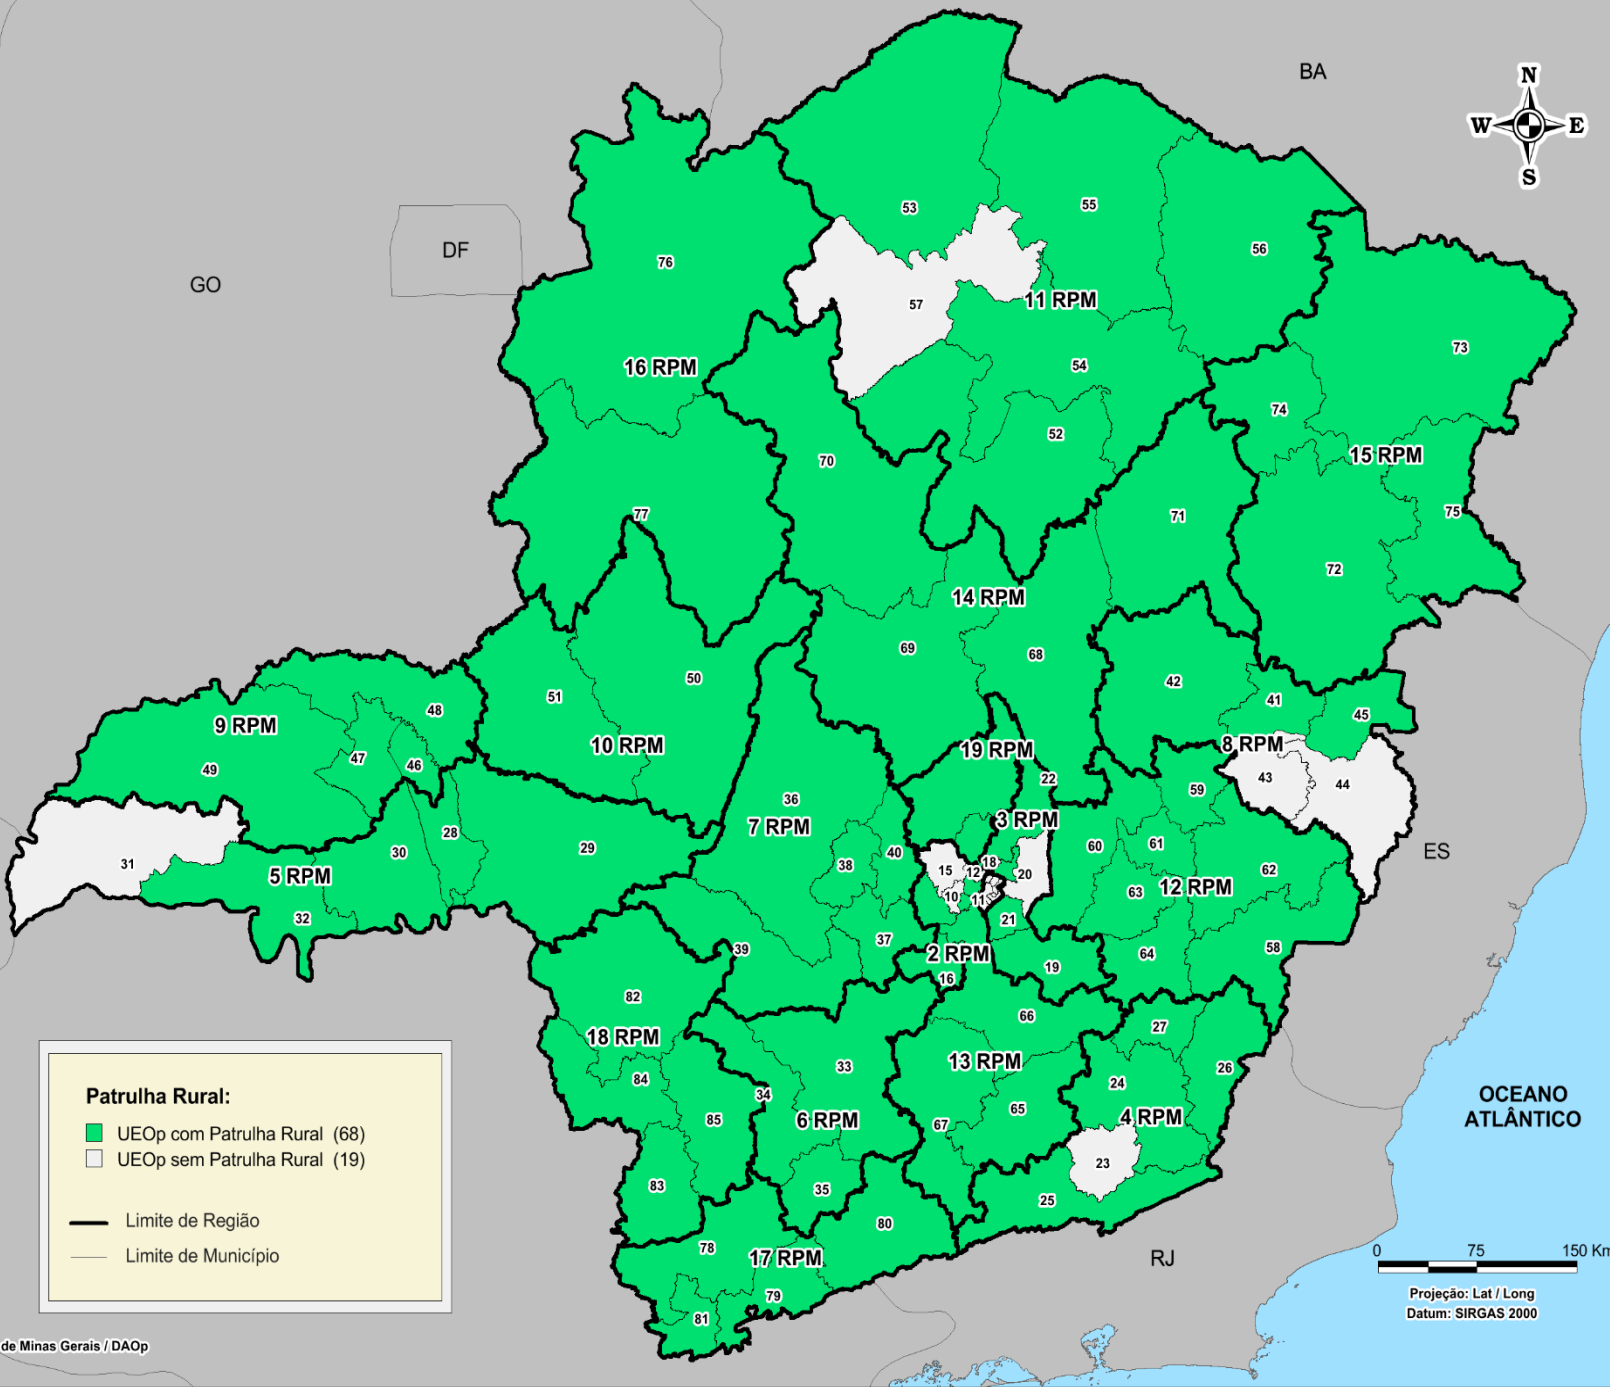 BA
N
W E
S
53
55
DF
56
76
GO
57
11 RPM
73
16 RPM
54
74
52
15 RPM
70
77
71
75
72
14 RPM
69
68
42
50
51
41
48
45
9 RPM
10 RPM
19 RPM
8 RPM
47
49
46
22
43
44
36
59
7 RPM
3 RPM
28
29
60
61
30
38
40
ES
31
18
15
12
20
62
5 RPM
63
12 RPM
10
11
32
21
37
39
2 RPM
64
58
19
16
82
66
27
18 RPM
13 RPM
33
26
84
24
34
OCEANO
ATLÂNTICO
65
6 RPM
4 RPM
85
67
23
83
35
25
80
78
17 RPM
RJ
79
81
Patrulha Rural:
UEOp com Patrulha Rural (68)
UEOp sem Patrulha Rural (19)
Limite de Região
Limite de Município
0 75 150 Km
Projeção: Lat / Long
Datum: SIRGAS 2000
de Minas Gerais / DAOp